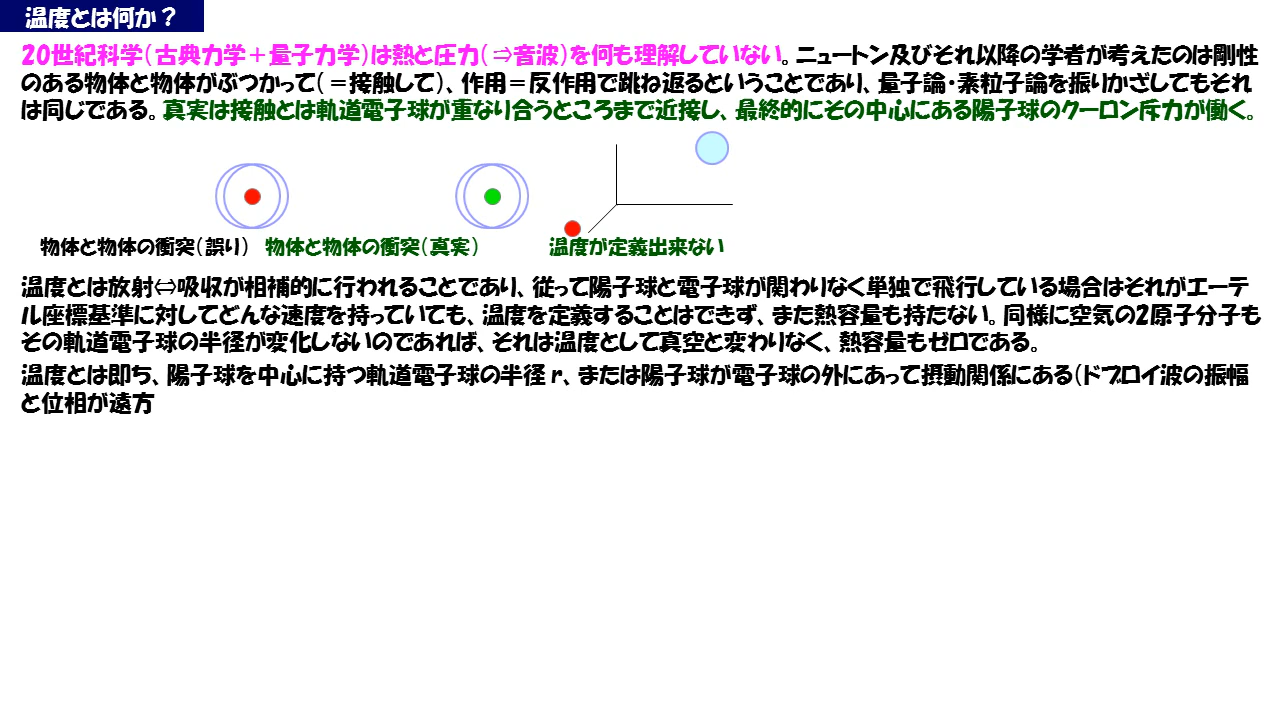 温度とは何か？
20世紀科学（古典力学＋量子力学）は熱と圧力（⇒音波）を何も理解していない。ニュートン及びそれ以降の学者が考えたのは剛性
のある物体と物体がぶつかって（＝接触して）、作用＝反作用で跳ね返るということであり、量子論・素粒子論を振りかざしてもそれ
は同じである。真実は接触とは軌道電子球が重なり合うところまで近接し、最終的にその中心にある陽子球のクーロン斥力が働く。
物体と物体の衝突（誤り） 物体と物体の衝突（真実） 温度が定義出来ない
温度とは放射⇔吸収が相補的に行われることであり、従って陽子球と電子球が関わりなく単独で飛行している場合はそれがエーテ
ル座標基準に対してどんな速度を持っていても、温度を定義することはできず、また熱容量も持たない。同様に空気の2原子分子も
その軌道電子球の半径が変化しないのであれば、それは温度として真空と変わりなく、熱容量もゼロである。
温度とは即ち、陽子球を中心に持つ軌道電子球の半径ｒ、または陽子球が電子球の外にあって摂動関係にある（ドブロイ波の振幅
と位相が遠方